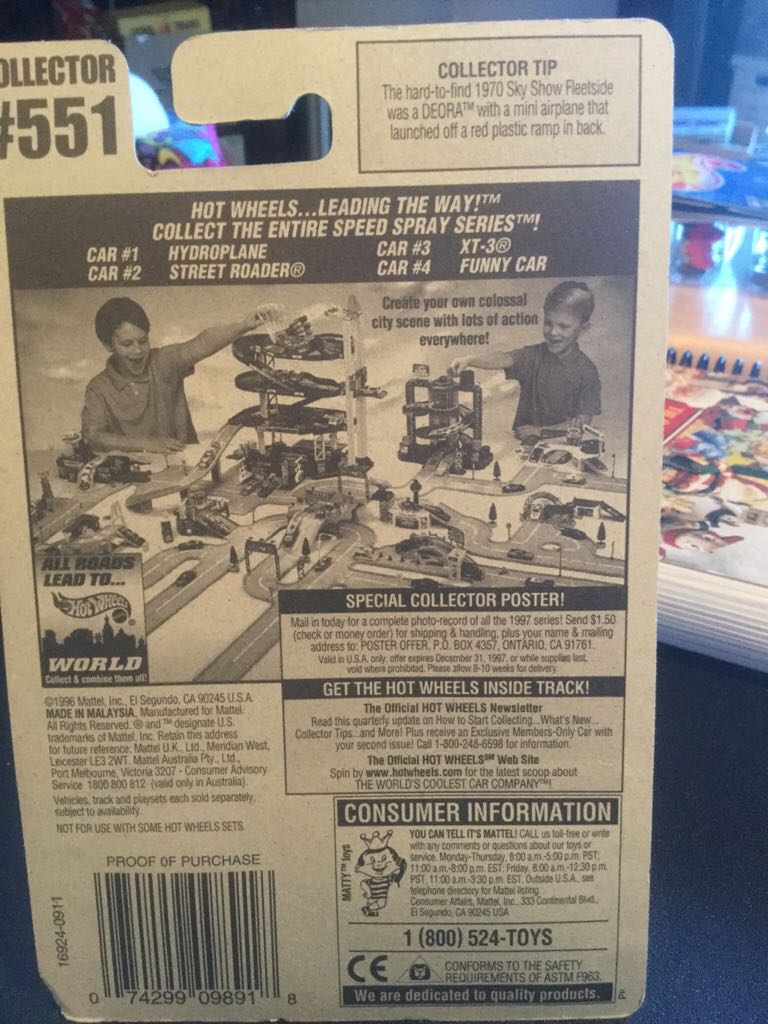 OLLECTOR
#551
COLLECTOR TIP
The hard-to-find 1970 Sky Show Fleetside
was a DEORA™ with a mini airplane that
launched off a red plastic ramp in back.
HOT WHEELS...LEADING THE WAY!™
COLLECT THE ENTIRE SPEED SPRAY SERIES™!
CAR #1 HYDROPLANE CAR #3 XT-3®
CAR #2 STREET ROADER® CAR #4 FUNNY CAR
Create your own colossal
city scene with lots of action
everywhere!
ALL ROADS
LEAD TO...
HOT WHEELS®
WORLD
Collect & combine them all!
SPECIAL COLLECTOR POSTER!
Mail in today for a complete photo-record of all the 1997 series! Send $1.50
(check or money order) for shipping & handling, plus your name & mailing
address to: POSTER OFFER, P.O. BOX 4357, ONTARIO, CA 91761.
Valid in U.S.A. only, offer expires December 31, 1997, or while supplies last,
void where prohibited. Please allow 8-10 weeks for delivery.
GET THE HOT WHEELS INSIDE TRACK!
The Official HOT WHEELS Newsletter
Read this quarterly update on How to Start Collecting...What's New...
Collector Tips...and More! Plus receive an Exclusive Members-Only Car with
your second issue! Call 1-800-248-6598 for information.
The Official HOT WHEELS℠ Web Site
Spin by www.hotwheels.com for the latest scoop about
THE WORLD'S COOLEST CAR COMPANY™!
©1996 Mattel, Inc., El Segundo, CA 90245 U.S.A.
MADE IN MALAYSIA. Manufactured for Mattel.
All Rights Reserved. ® and ™ designate U.S.
trademarks of Mattel, Inc. Retain this address
for future reference: Mattel U.K., Ltd., Meridian West,
Leicester LE3 2WT. Mattel Australia Pty., Ltd.,
Port Melbourne, Victoria 3207 - Consumer Advisory
Service 1800 800 812 (valid only in Australia).
Vehicles, track and playsets each sold separately,
subject to availability.
NOT FOR USE WITH SOME HOT WHEELS SETS.
CONSUMER INFORMATION
MATTY™ toys
YOU CAN TELL IT'S MATTEL! CALL us toll-free or write
with any comments or questions about our toys or
service. Monday-Thursday, 8:00 a.m.-5:00 p.m. PST;
11:00 a.m.-8:00 p.m. EST; Friday, 8:00 a.m.-12:30 p.m.
PST, 11:00 a.m.-3:30 p.m. EST. Outside U.S.A., see
telephone directory for Mattel listing.
Consumer Affairs, Mattel, Inc., 333 Continental Blvd.,
El Segundo, CA 90245 USA
1 (800) 524-TOYS
CE
CONFORMS TO THE SAFETY
REQUIREMENTS OF ASTM F963.
We are dedicated to quality products.
PROOF OF PURCHASE
16924-0911
0 74299 09891 8